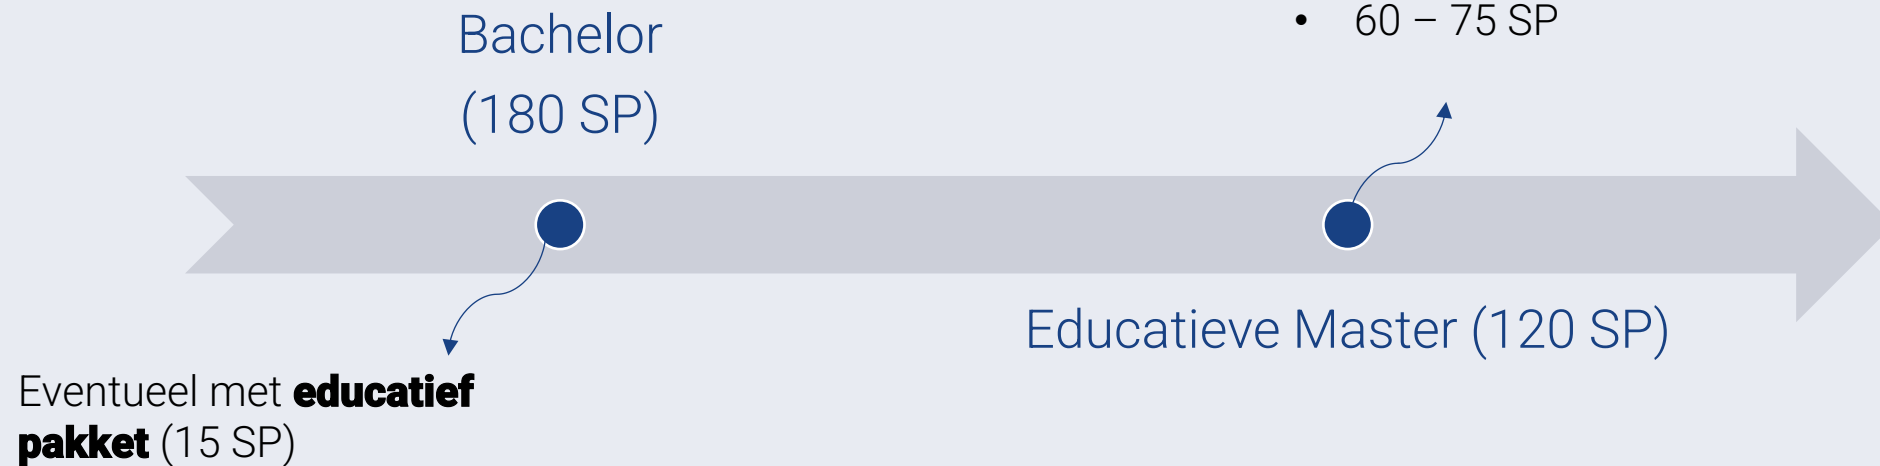 Bachelor
(180 SP)
• 60 – 75 SP
Educatieve Master (120 SP)
Eventueel met educatief
pakket (15 SP)